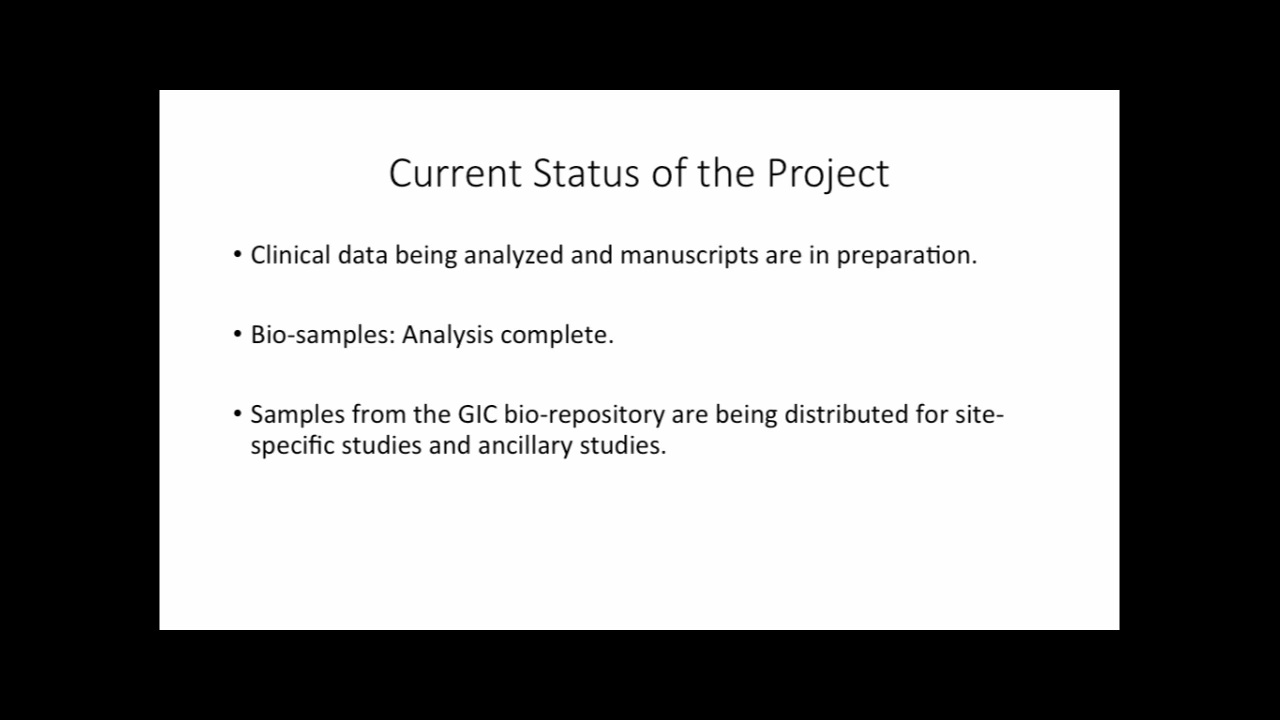 Current Status of the Project
• Clinical data being analyzed and manuscripts are in preparation.
• Bio-samples: Analysis complete.
• Samples from the GIC bio-repository are being distributed for site-
specific studies and ancillary studies.